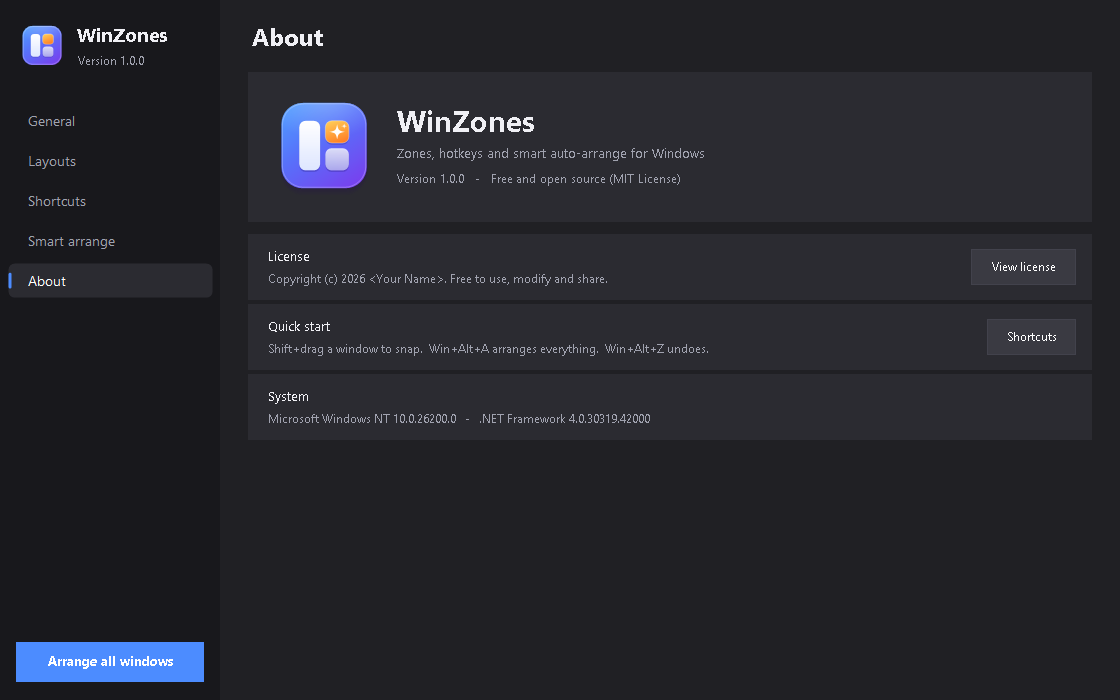 WinZones
Version 1.0.0
General
Layouts
Shortcuts
Smart arrange
About
Arrange all windows
About
WinZones
Zones, hotkeys and smart auto-arrange for Windows
Version 1.0.0   -   Free and open source (MIT License)
License
Copyright (c) 2026 <Your Name>. Free to use, modify and share.
View license
Quick start
Shift+drag a window to snap.  Win+Alt+A arranges everything.  Win+Alt+Z undoes.
Shortcuts
System
Microsoft Windows NT 10.0.26200.0   -   .NET Framework 4.0.30319.42000